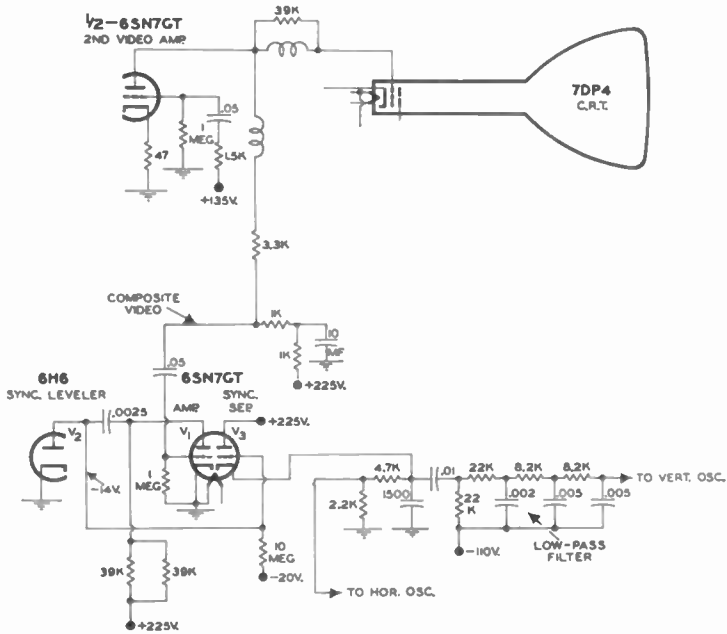 ½-6SN7GT
2ND VIDEO AMP.
39K
7DP4
C.R.T.
.05
1
MEG.
47
1.5K
+135V.
3.3K
COMPOSITE
VIDEO
1K
10
MF
1K
+225V.
.05
6H6
SYNC. LEVELER
6SN7GT
AMP.
SYNC.
SEP.
+225V.
.0025
V2
V1
V3
-14V.
1
MEG
4.7K
.01
22K
8.2K
8.2K
TO VERT. OSC.
2.2K
1500
22
K
.002
.005
.005
LOW-PASS
FILTER
-110V.
10
MEG
-20V.
TO HOR. OSC.
39K
39K
+225V.